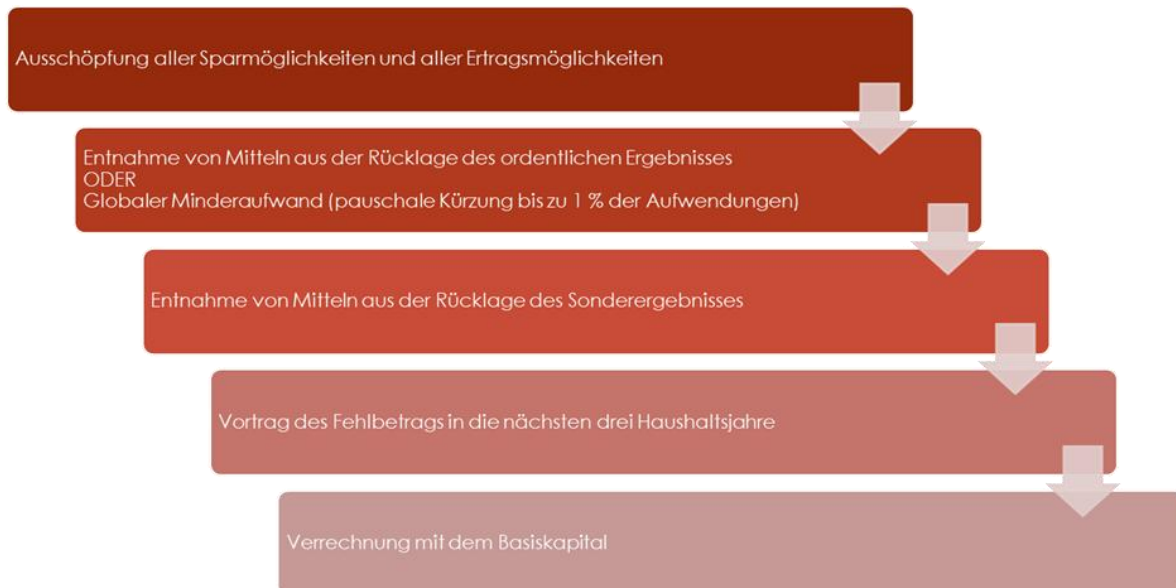 Ausschöpfung aller Sparmöglichkeiten und aller Ertragsmöglichkeiten
Entnahme von Mitteln aus der Rücklage des ordentlichen Ergebnisses
ODER
Globaler Minderaufwand (pauschale Kürzung bis zu 1 % der Aufwendungen)
Entnahme von Mitteln aus der Rücklage des Sonderergebnisses
Vortrag des Fehlbetrags in die nächsten drei Haushaltsjahre
Verrechnung mit dem Basiskapital